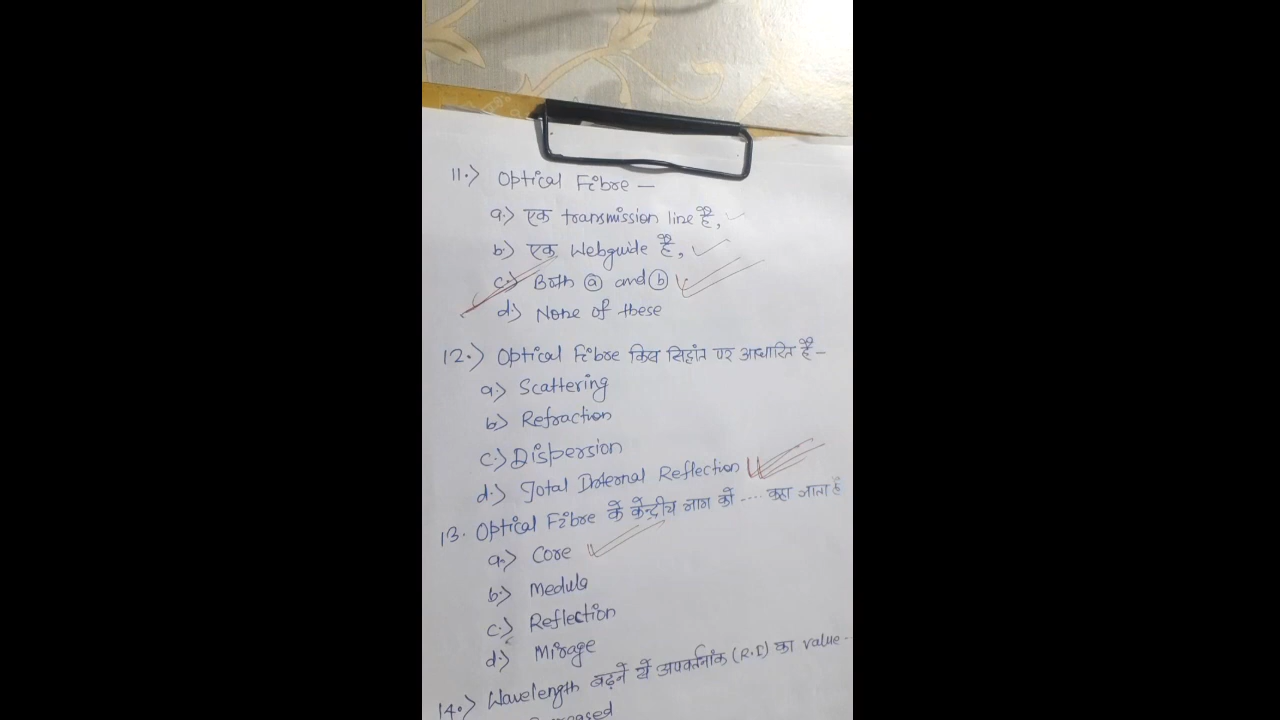 11.) Optical Fibre —
a.) एक transmission line है,
b.) एक Webguide है,
c.) Both ⓐ and ⓑ
d.) None of these
12.) Optical Fibre किस सिद्धांत पर आधारित है –
a.) Scattering
b.) Refraction
c.) Dispersion
d.) Total Internal Reflection
13. Optical Fibre के केन्द्रीय भाग को .... कहा जाता है
a.) Core
b.) Medula
c.) Reflection
d.) Mirage
14.) Wavelength बढ़ने से अपवर्तनांक (R.I) का value